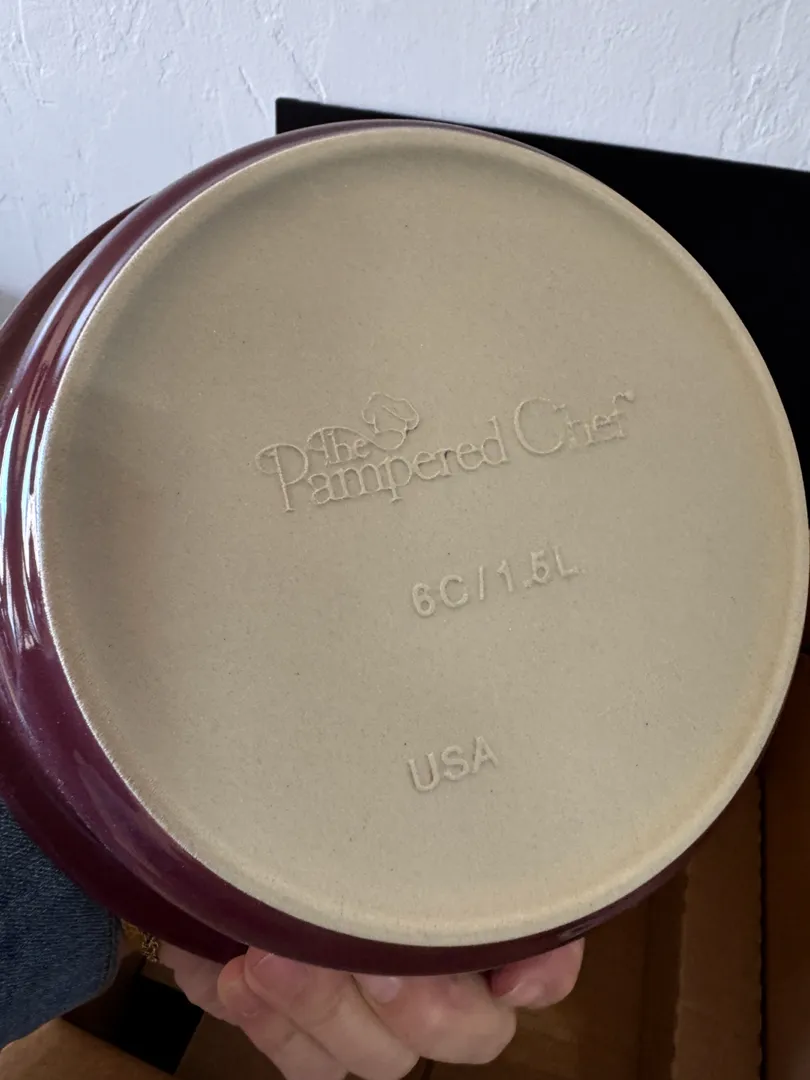 The
Pampered Chef®
6C/1.5L
USA